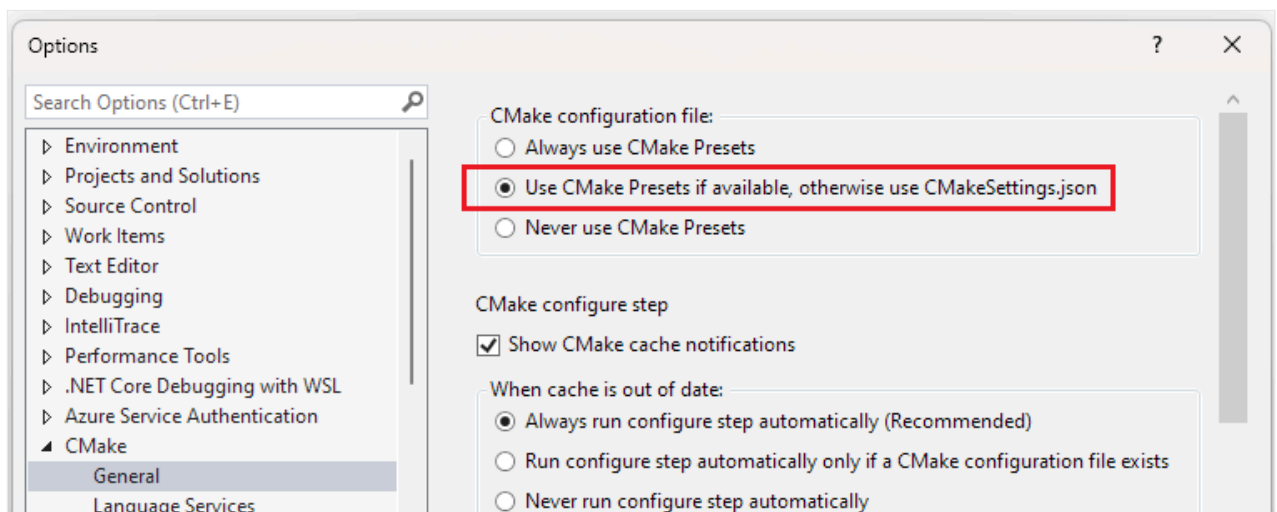 Options
?
Search Options (Ctrl+E)
Environment
Projects and Solutions
Source Control
Work Items
Text Editor
Debugging
IntelliTrace
Performance Tools
.NET Core Debugging with WSL
Azure Service Authentication
CMake
General
Language Services
CMake configuration file:
Always use CMake Presets
Use CMake Presets if available, otherwise use CMakeSettings.json
Never use CMake Presets
CMake configure step
Show CMake cache notifications
When cache is out of date:
Always run configure step automatically (Recommended)
Run configure step automatically only if a CMake configuration file exists
Never run configure step automatically